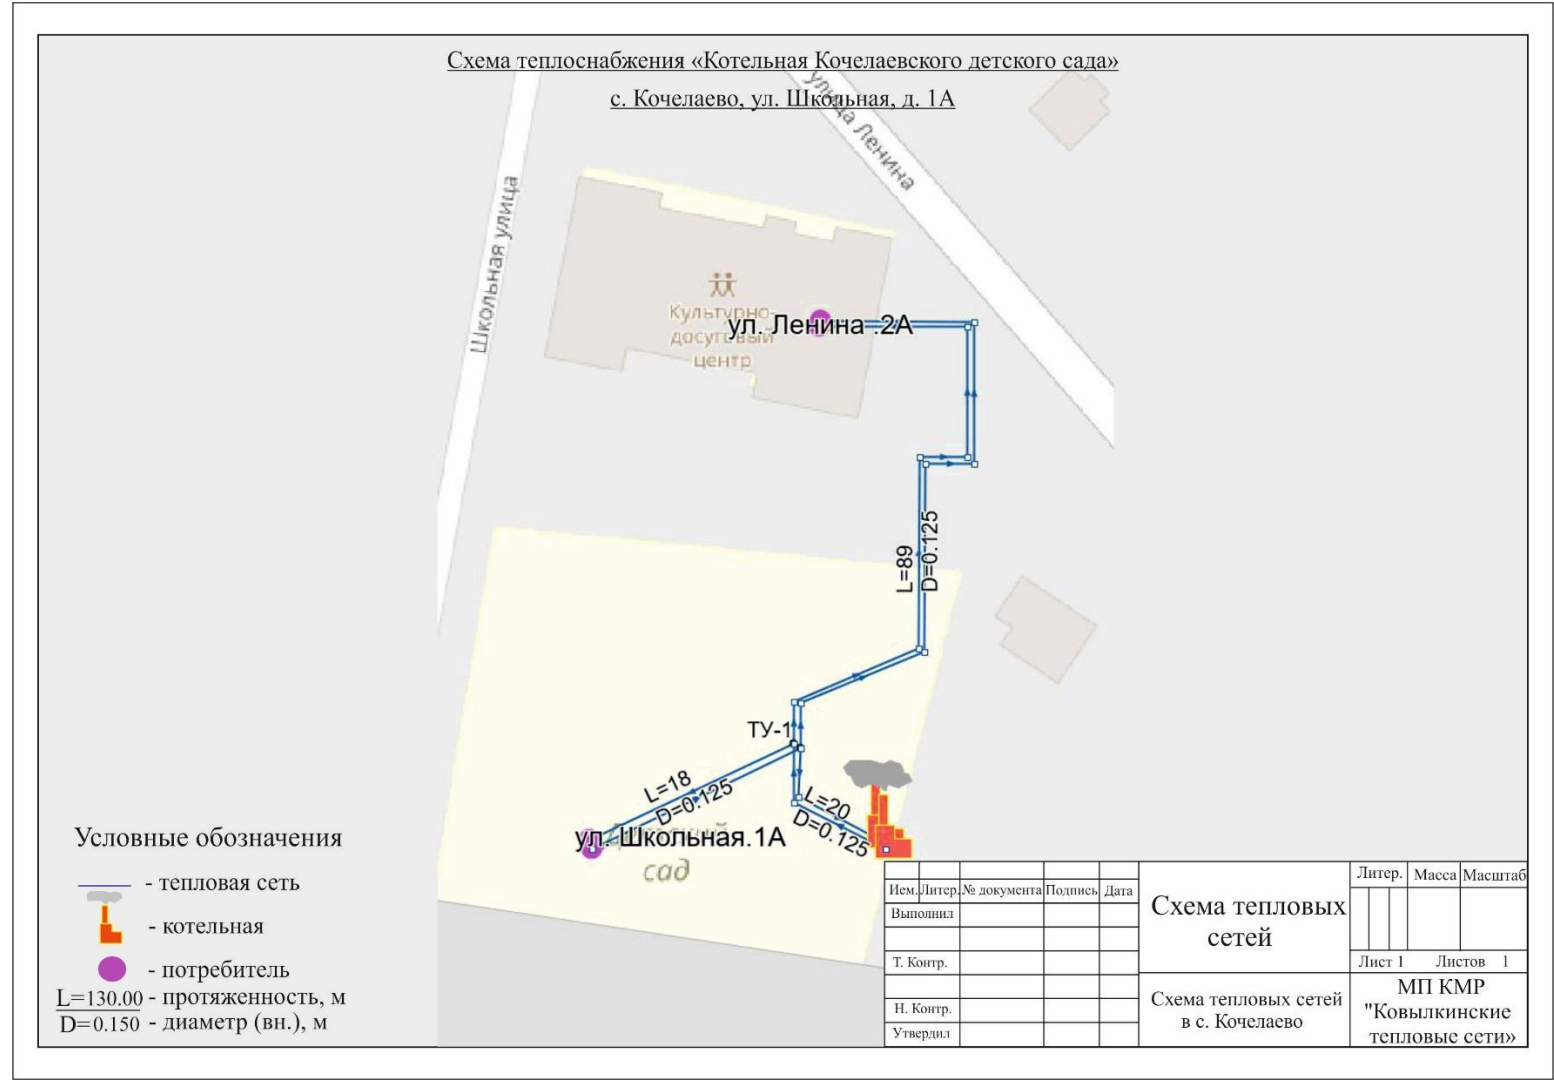 Схема теплоснабжения «Котельная Кочелаевского детского сада»
с. Кочелаево, ул. Школьная, д. 1А
улица Ленина
Школьная улица
Культурно-
досуговый
центр
ул. Ленина .2А
L=89
D=0.125
ТУ-1
L=18
D=0.125
L=20
D=0.125
ул. Школьная.1А
Детский
сад
Условные обозначения
- тепловая сеть
- котельная
- потребитель
L=130.00 - протяженность, м
D=0.150 - диаметр (вн.), м
Ием. Литер. № документа Подпись Дата
Выполнил
Т. Контр.
Н. Контр.
Утвердил
Схема тепловых
сетей
Схема тепловых сетей
в с. Кочелаево
Литер. Масса Масштаб
Лист 1 Листов 1
МП КМР
"Ковылкинские
тепловые сети»